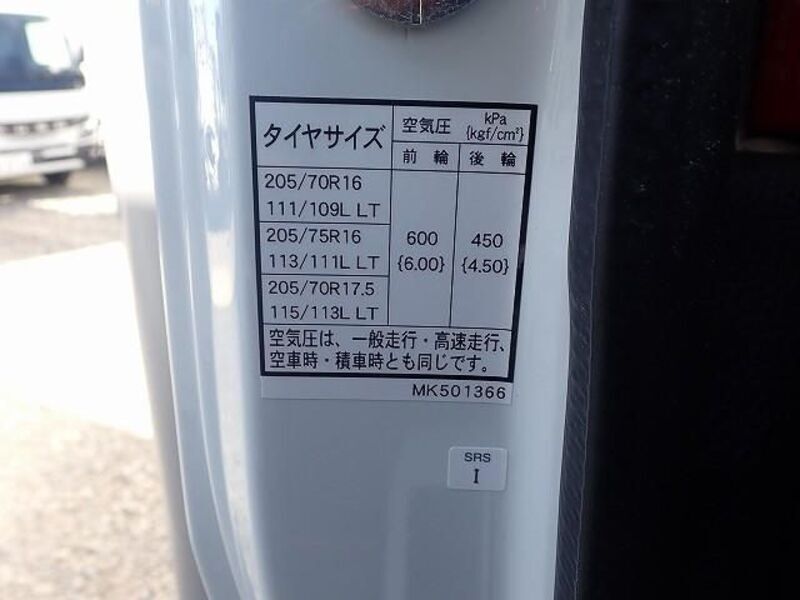 タイヤサイズ
空気圧 kPa {kgf/cm²}
前輪 後輪
205/70R16
111/109L LT
205/75R16
113/111L LT
205/70R17.5
115/113L LT
600 450
{6.00} {4.50}
空気圧は、一般走行・高速走行、
空車時・積車時とも同じです。
MK501366
SRS
I